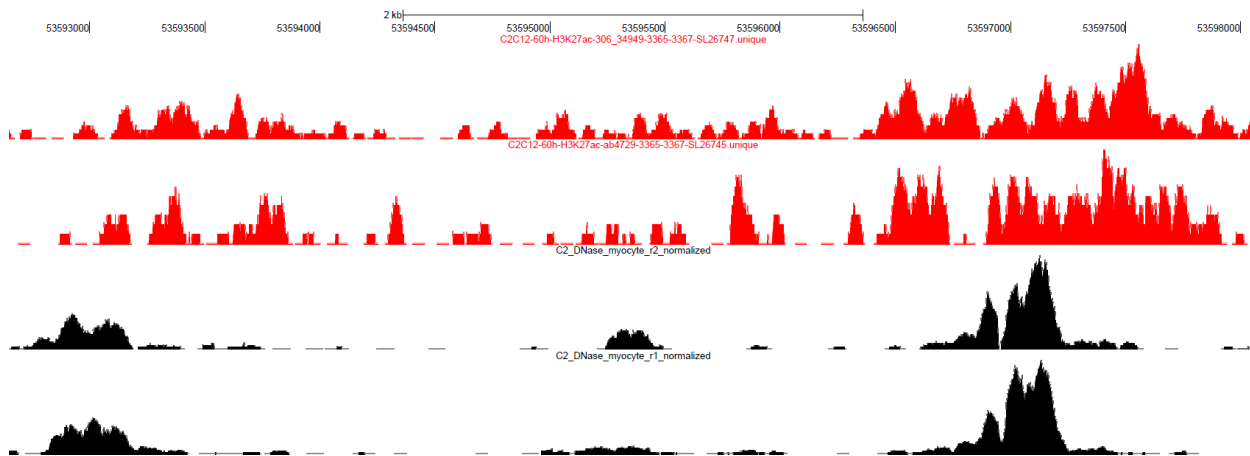 2 kb
53593000 53593500 53594000 53594500 53595000 53595500 53596000 53596500 53597000 53597500 53598000
C2C12-60h-H3K27ac-306_34949-3365-3367-SL26747.unique
C2C12-60h-H3K27ac-ab4729-3365-3367-SL26745.unique
C2_DNase_myocyte_r2_normalized
C2_DNase_myocyte_r1_normalized